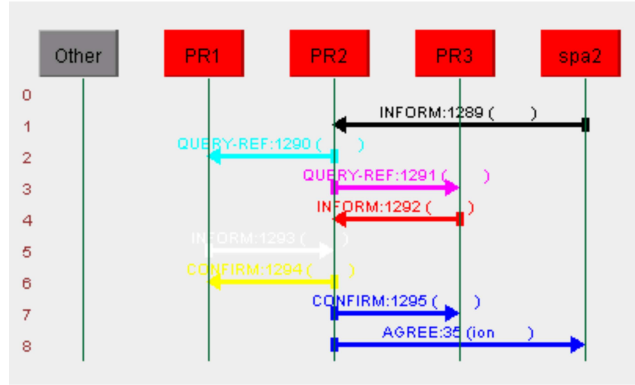 Other PR1 PR2 PR3 spa2
0
INFORM:1289 ( )
1
QUERY-REF:1290 ( )
2
QUERY-REF:1291 ( )
3
INFORM:1292 ( )
4
INFORM:1293 ( )
5
CONFIRM:1294 ( )
6
CONFIRM:1295 ( )
7
AGREE:35 (ion )
8